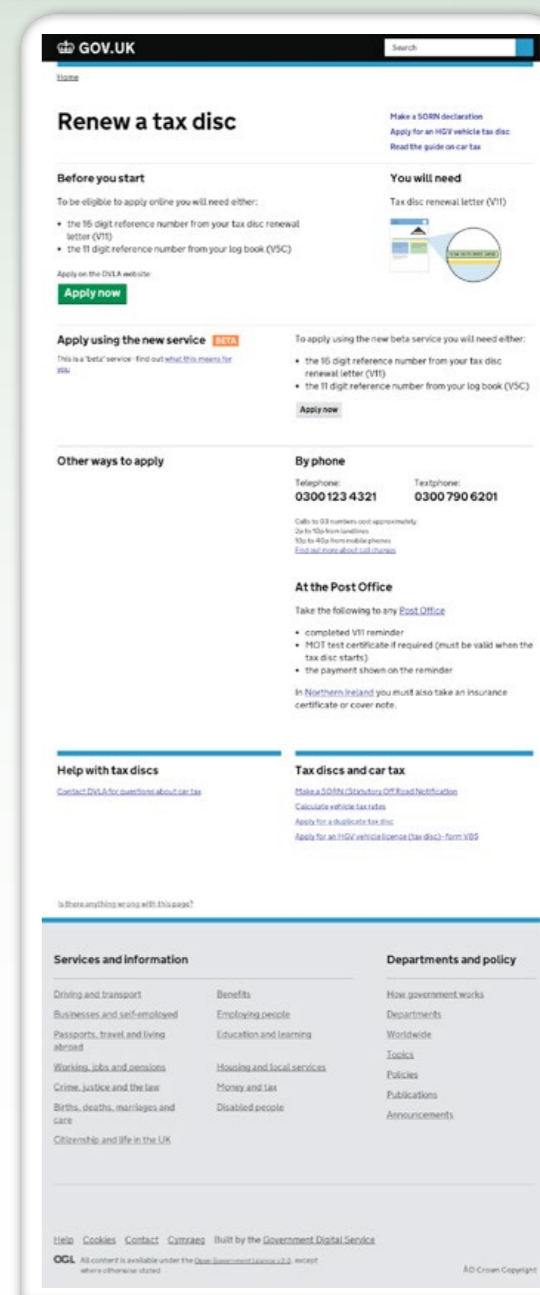 GOV.UK
Search
Home
Renew a tax disc
Make a SORN declaration
Apply for an HGV vehicle tax disc
Read the guide on car tax
Before you start
To be eligible to apply online you will need either:
• the 16 digit reference number from your tax disc renewal
letter (V11)
• the 11 digit reference number from your log book (V5C)
Apply on the DVLA website
Apply now
You will need
Tax disc renewal letter (V11)
Apply using the new service BETA
This is a 'beta' service - find out what this means for
you
To apply using the new beta service you will need either:
• the 16 digit reference number from your tax disc
renewal letter (V11)
• the 11 digit reference number from your log book (V5C)
Apply now
Other ways to apply
By phone
Telephone:
0300 123 4321
Textphone:
0300 790 6201
Calls to 03 numbers cost approximately:
2p to 10p from landlines
10p to 40p from mobile phones
Find out more about call charges
At the Post Office
Take the following to any Post Office
• completed V11 reminder
• MOT test certificate if required (must be valid when the
tax disc starts)
• the payment shown on the reminder
In Northern Ireland you must also take an insurance
certificate or cover note.
Help with tax discs
Contact DVLA for questions about car tax
Tax discs and car tax
Make a SORN (Statutory Off Road Notification
Calculate vehicle tax rates
Apply for a duplicate tax disc
Apply for an HGV vehicle licence (tax disc) - form V85
Is there anything wrong with this page?
Services and information
Driving and transport
Businesses and self-employed
Passports, travel and living
abroad
Working, jobs and pensions
Crime, justice and the law
Births, deaths, marriages and
care
Citizenship and life in the UK
Benefits
Employing people
Education and learning
Housing and local services
Money and tax
Disabled people
Departments and policy
How government works
Departments
Worldwide
Topics
Policies
Publications
Announcements
Help Cookies Contact Cymraeg Built by the Government Digital Service
OGL All content is available under the Open Government Licence v2.0, except
where otherwise stated
Â© Crown Copyright